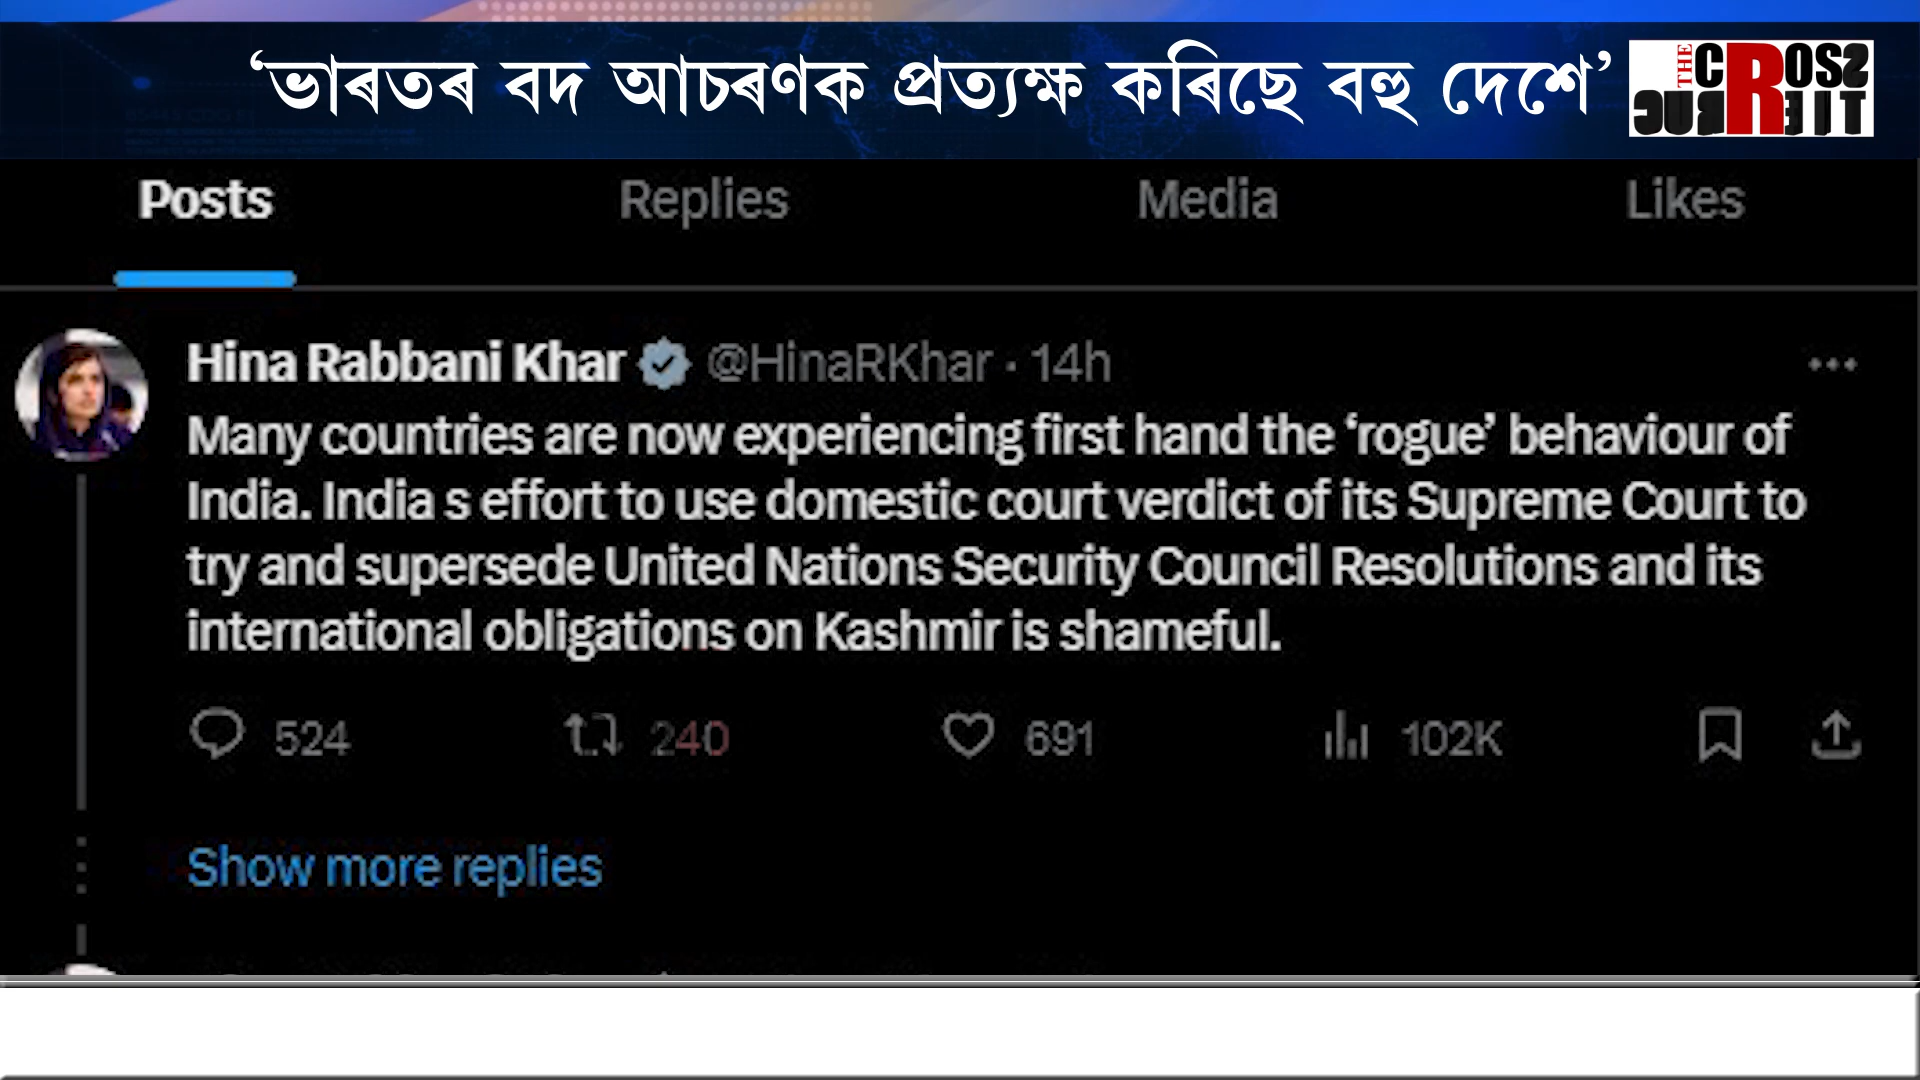 ‘ভাৰতৰ বদ আচৰণক প্ৰত্যক্ষ কৰিছে বহু দেশে’
THE CROSS
CURRENT
Posts Replies Media Likes
Hina Rabbani Khar @HinaRKhar · 14h
Many countries are now experiencing first hand the ‘rogue’ behaviour of
India. India s effort to use domestic court verdict of its Supreme Court to
try and supersede United Nations Security Council Resolutions and its
international obligations on Kashmir is shameful.
524 240 691 102K
Show more replies